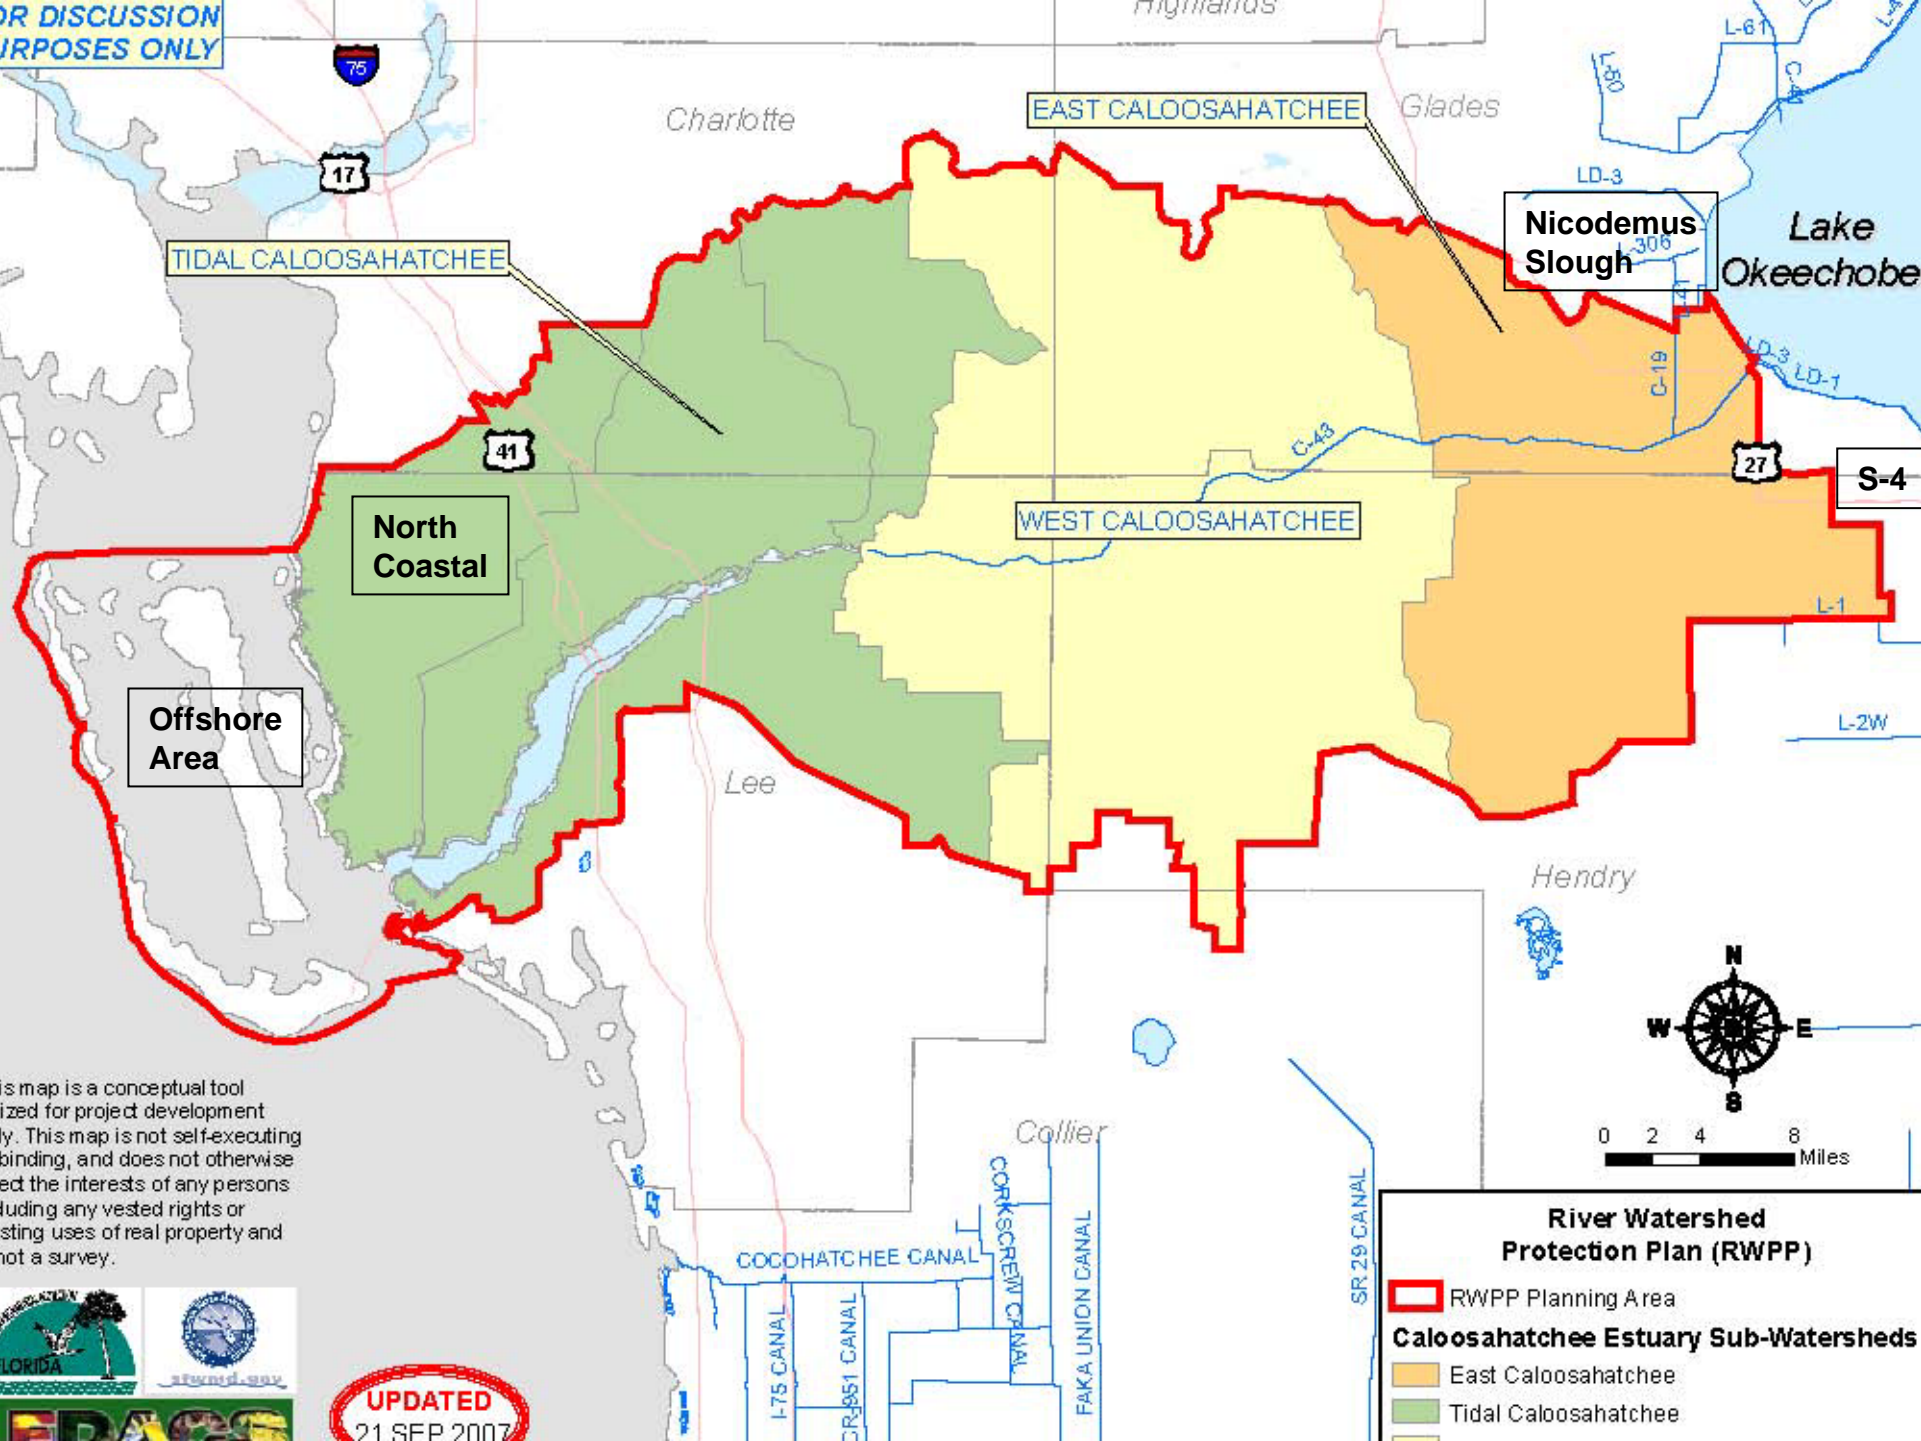 OR DISCUSSION
URPOSES ONLY
Highlands
75
17
Charlotte
EAST CALOOSAHATCHEE
Glades
L-61
L-50
LD-3
Nicodemus
Slough
L-306
Lake
Okeechobe
TIDAL CALOOSAHATCHEE
C-19
LD-3
LD-1
41
C-43
27
S-4
North
Coastal
WEST CALOOSAHATCHEE
L-1
Offshore
Area
L-2W
Lee
Hendry
N
W
E
S
is map is a conceptual tool
ized for project development
ly. This map is not self-executing
binding, and does not otherwise
ect the interests of any persons
luding any vested rights or
sting uses of real property and
not a survey.
Collier
0 2 4 8
Miles
COCOHATCHEE CANAL
CORKSCREW CANAL
FAKA UNION CANAL
SR 29 CANAL
I-75 CANAL
CR-951 CANAL
River Watershed
Protection Plan (RWPP)
RWPP Planning Area
Caloosahatchee Estuary Sub-Watersheds
East Caloosahatchee
Tidal Caloosahatchee
FLORIDA
sfwmd.gov
UPDATED
21 SEP 2007